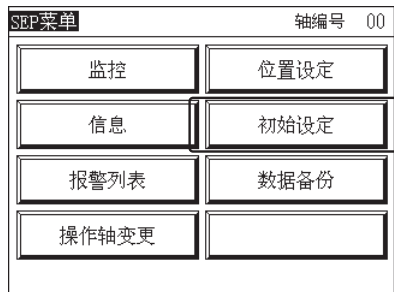 SEP菜单 轴编号 00
监控 位置设定
信息 初始设定
报警列表 数据备份
操作轴变更